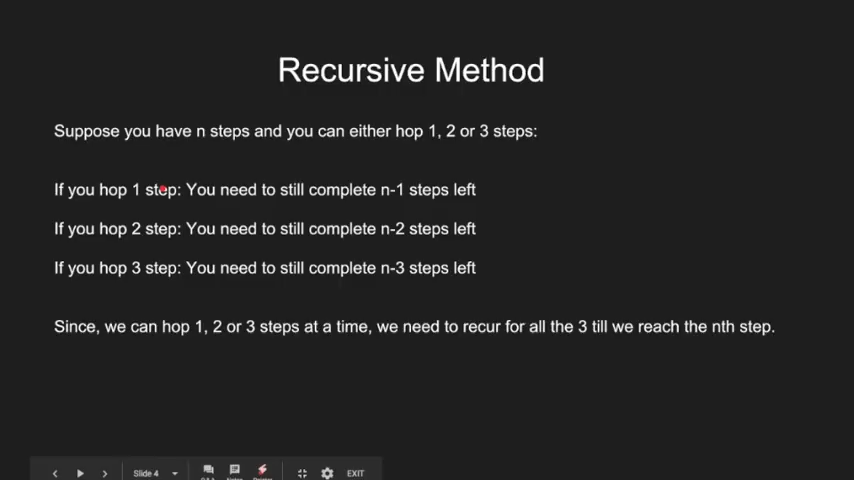 Recursive Method
Suppose you have n steps and you can either hop 1, 2 or 3 steps:
If you hop 1 step: You need to still complete n-1 steps left
If you hop 2 step: You need to still complete n-2 steps left
If you hop 3 step: You need to still complete n-3 steps left
Since, we can hop 1, 2 or 3 steps at a time, we need to recur for all the 3 till we reach the nth step.
Slide 4
EXIT